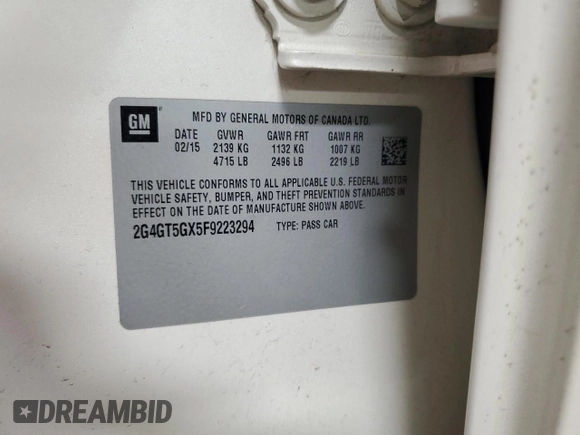 GM
MFD BY GENERAL MOTORS OF CANADA LTD.
DATE GVWR GAWR FRT GAWR RR
02/15 2139 KG 1132 KG 1007 KG
4715 LB 2496 LB 2219 LB
THIS VEHICLE CONFORMS TO ALL APPLICABLE U.S. FEDERAL MOTOR
VEHICLE SAFETY, BUMPER, AND THEFT PREVENTION STANDARDS IN
EFFECT ON THE DATE OF MANUFACTURE SHOWN ABOVE.
2G4GT5GX5F9223294 TYPE: PASS CAR
DREAMBID